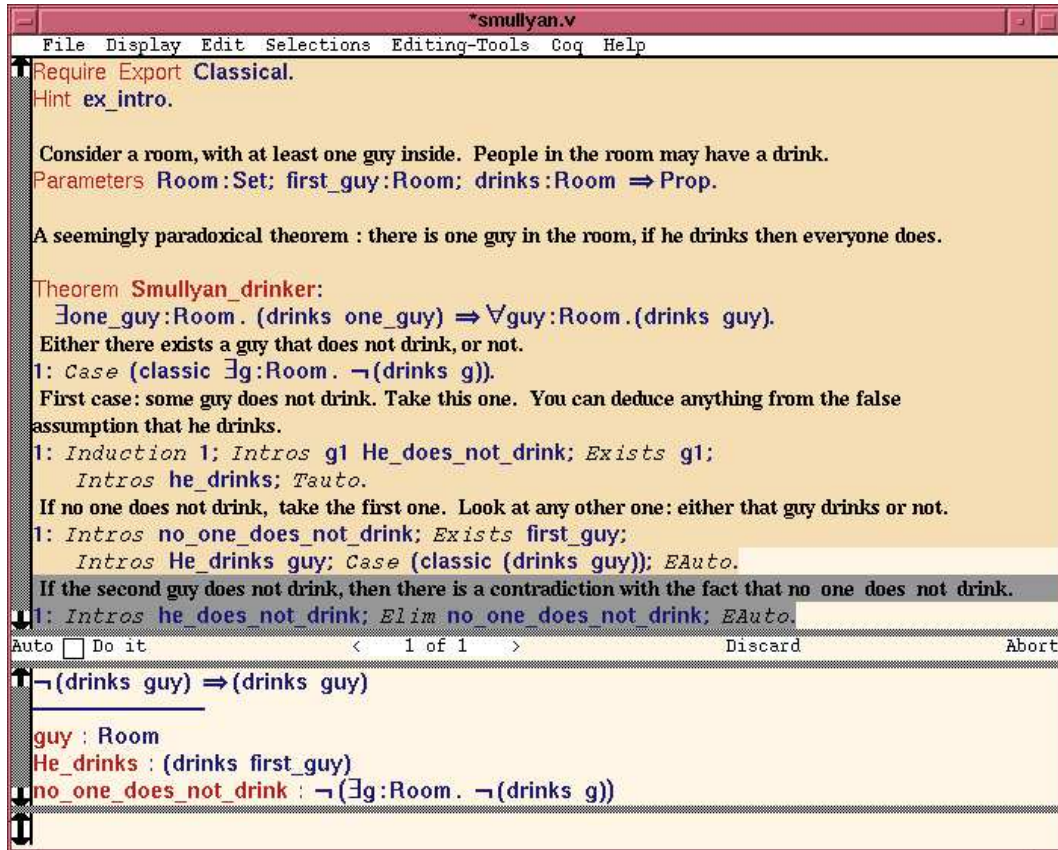 *smullyan.v
File Display Edit Selections Editing-Tools Coq Help
Require Export Classical.
Hint ex_intro.
Consider a room, with at least one guy inside. People in the room may have a drink.
Parameters Room:Set; first_guy:Room; drinks:Room ⇒ Prop.
A seemingly paradoxical theorem : there is one guy in the room, if he drinks then everyone does.
Theorem Smullyan_drinker:
∃one_guy:Room. (drinks one_guy) ⇒ ∀guy:Room.(drinks guy).
Either there exists a guy that does not drink, or not.
1: Case (classic ∃g:Room. ¬(drinks g)).
First case: some guy does not drink. Take this one. You can deduce anything from the false
assumption that he drinks.
1: Induction 1; Intros g1 He_does_not_drink; Exists g1;
Intros he_drinks; Tauto.
If no one does not drink, take the first one. Look at any other one: either that guy drinks or not.
1: Intros no_one_does_not_drink; Exists first_guy;
Intros He_drinks guy; Case (classic (drinks guy)); EAuto.
If the second guy does not drink, then there is a contradiction with the fact that no one does not drink.
1: Intros he_does_not_drink; Elim no_one_does_not_drink; EAuto.
Auto Do it < 1 of 1 > Discard Abort
¬(drinks guy) ⇒ (drinks guy)
guy : Room
He_drinks : (drinks first_guy)
no_one_does_not_drink : ¬(∃g:Room. ¬(drinks g))